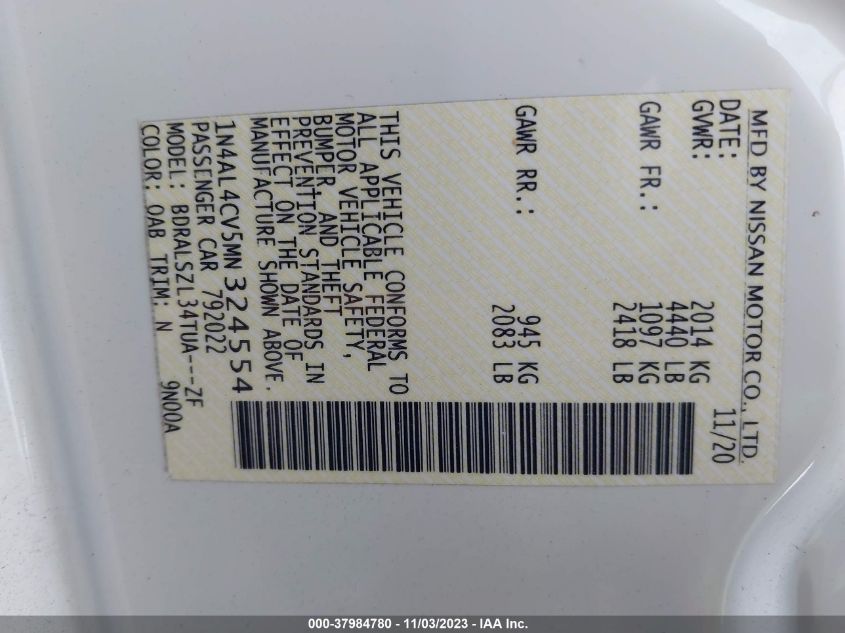 MFD BY NISSAN MOTOR CO., LTD.
DATE: 11/20
GVWR: 2014 KG
4440 LB
GAWR FR.: 1097 KG
2418 LB
GAWR RR.: 945 KG
2083 LB
THIS VEHICLE CONFORMS TO
ALL APPLICABLE FEDERAL
MOTOR VEHICLE SAFETY,
BUMPER, AND THEFT
PREVENTION STANDARDS IN
EFFECT ON THE DATE OF
MANUFACTURE SHOWN ABOVE.
1N4AL4CV5MN324554
PASSENGER CAR 792022
MODEL: BDRALSZL34TUA---ZF
COLOR: QAB TRIM: N 9N00A
000-37984780 - 11/03/2023 - IAA Inc.